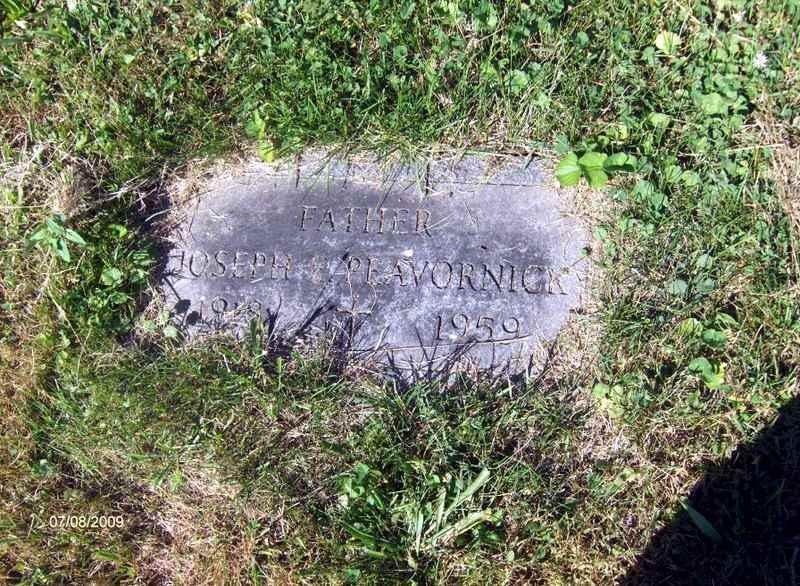 FATHER
JOSEPH PEAVORNICK
1959
07/08/2009